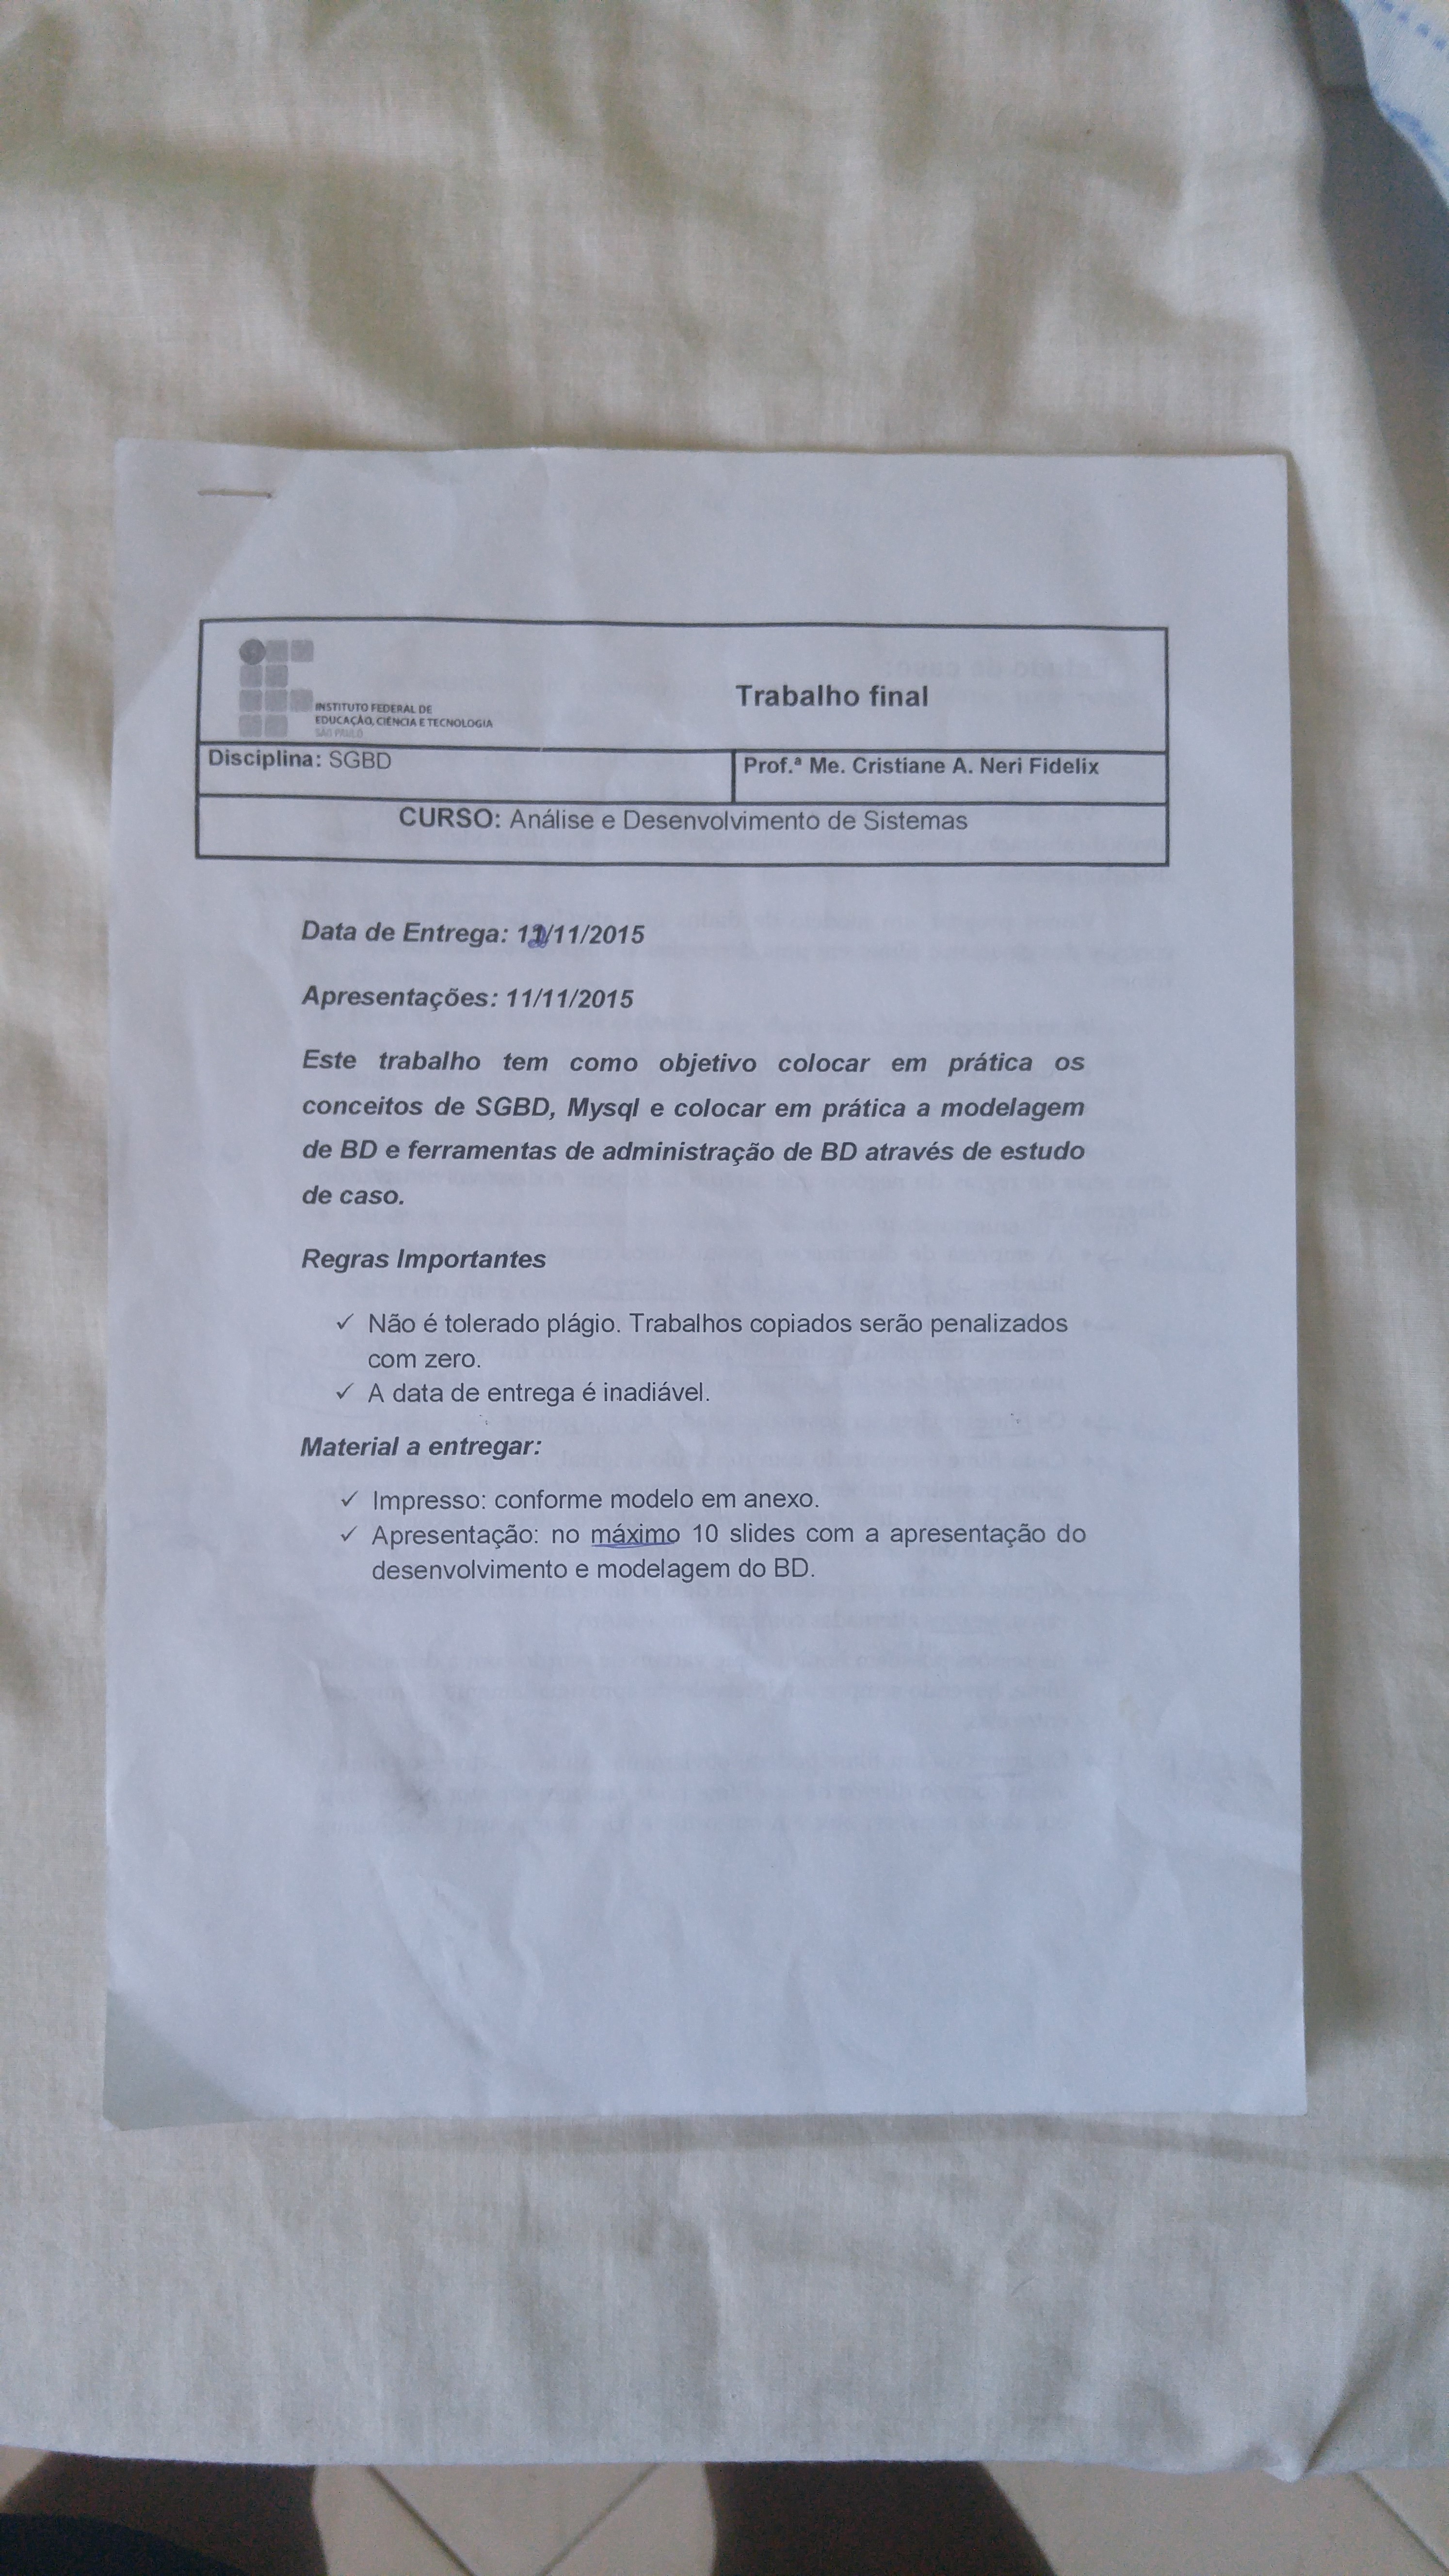 INSTITUTO FEDERAL DE
EDUCAÇÃO, CIÊNCIA E TECNOLOGIA
SÃO PAULO
Trabalho final
Disciplina: SGBD
Prof.ª Me. Cristiane A. Neri Fidelix
CURSO: Análise e Desenvolvimento de Sistemas
Data de Entrega: 12/11/2015
Apresentações: 11/11/2015
Este trabalho tem como objetivo colocar em prática os
conceitos de SGBD, Mysql e colocar em prática a modelagem
de BD e ferramentas de administração de BD através de estudo
de caso.
Regras Importantes
✓ Não é tolerado plágio. Trabalhos copiados serão penalizados
com zero.
✓ A data de entrega é inadiável.
Material a entregar:
✓ Impresso: conforme modelo em anexo.
✓ Apresentação: no máximo 10 slides com a apresentação do
desenvolvimento e modelagem do BD.